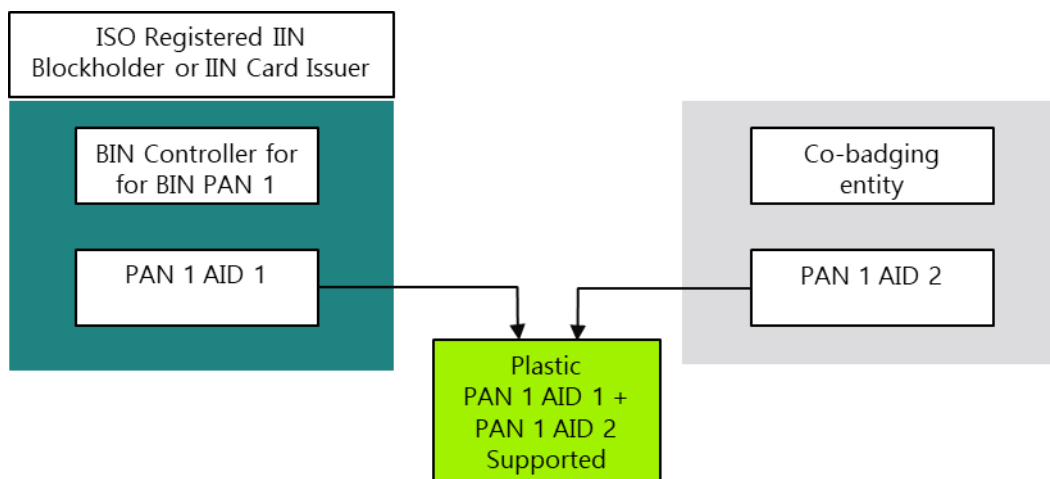 ISO Registered IIN
Blockholder or IIN Card Issuer
BIN Controller for
for BIN PAN 1
PAN 1 AID 1
Co-badging
entity
PAN 1 AID 2
Plastic
PAN 1 AID 1 +
PAN 1 AID 2
Supported